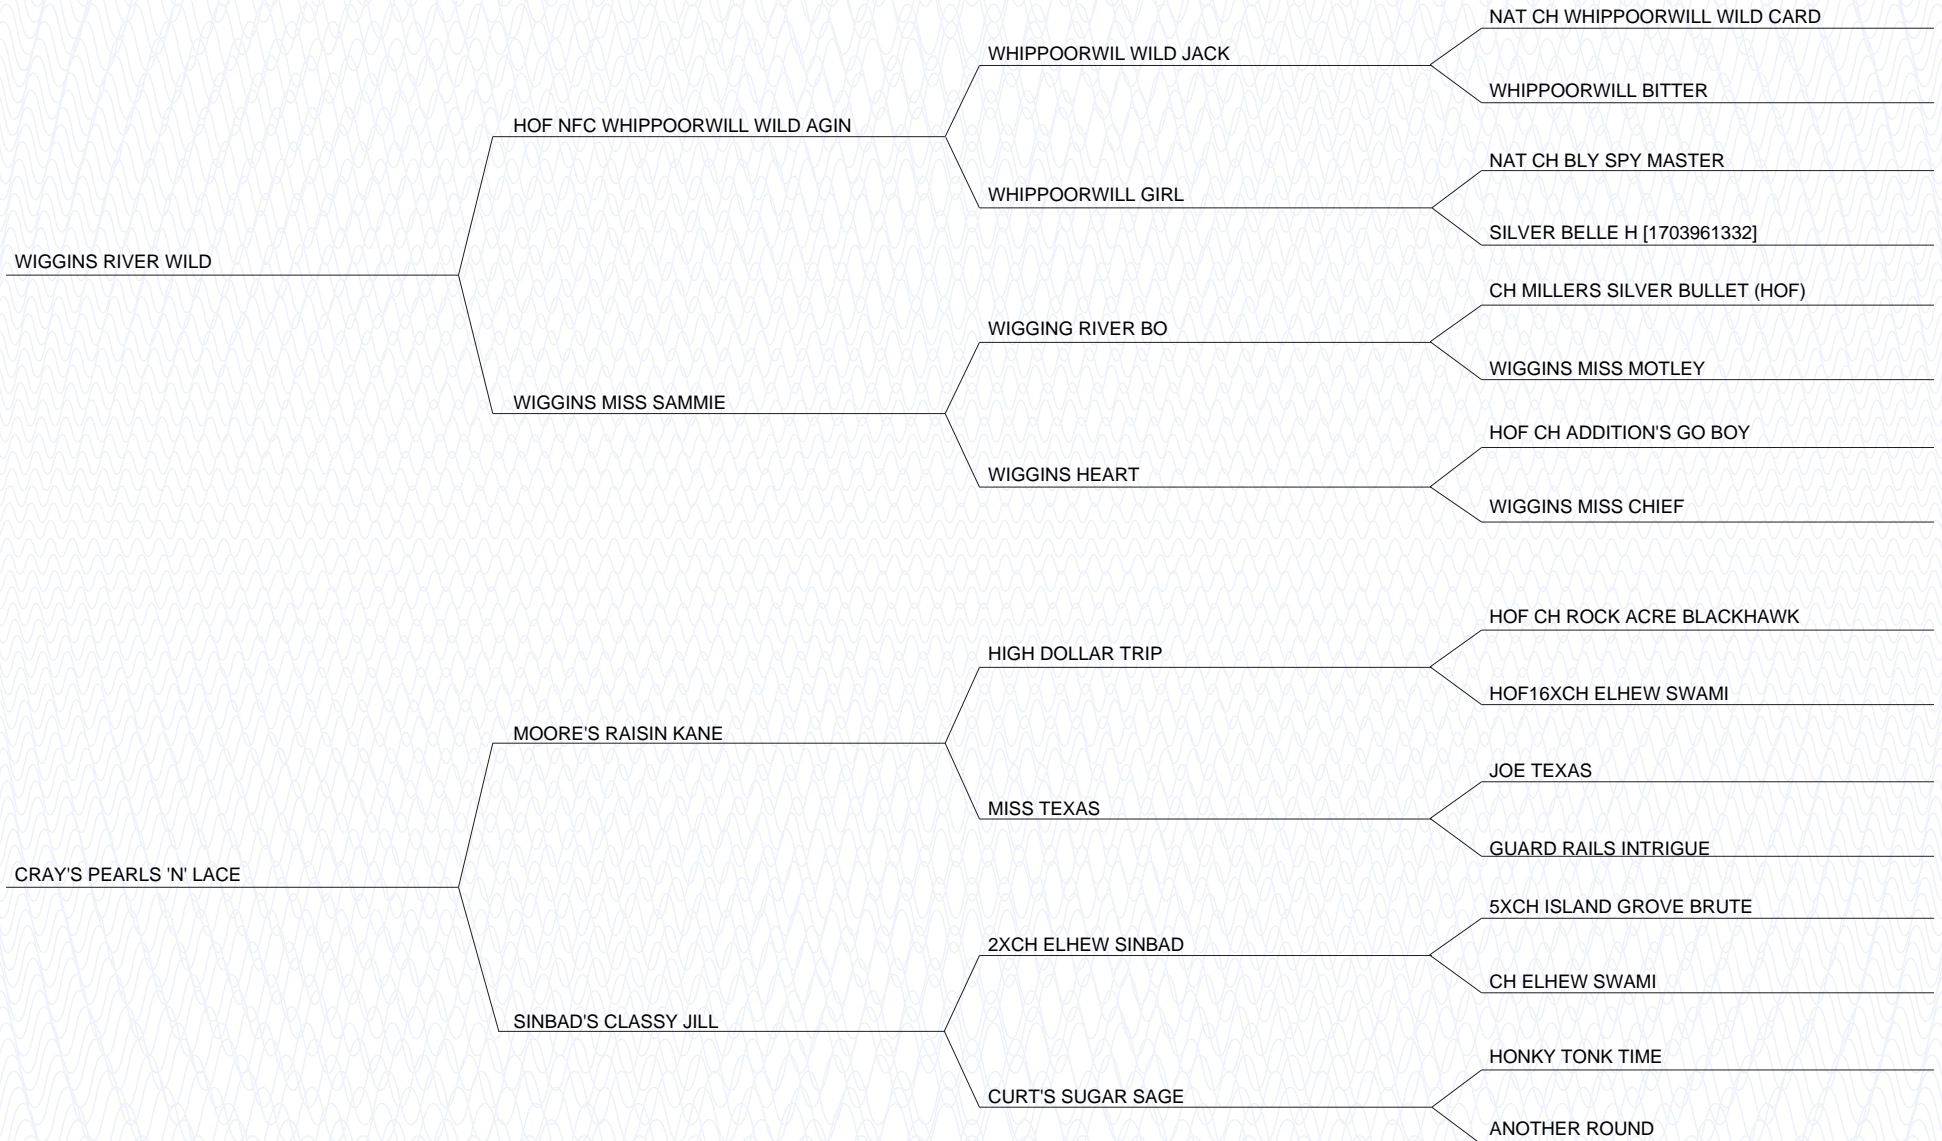 NAT CH WHIPPOORWILL WILD CARD
WHIPPOORWIL WILD JACK
WHIPPOORWILL BITTER
HOF NFC WHIPPOORWILL WILD AGIN
NAT CH BLY SPY MASTER
WHIPPOORWILL GIRL
SILVER BELLE H [1703961332]
WIGGINS RIVER WILD
CH MILLERS SILVER BULLET (HOF)
WIGGING RIVER BO
WIGGINS MISS MOTLEY
WIGGINS MISS SAMMIE
HOF CH ADDITION'S GO BOY
WIGGINS HEART
WIGGINS MISS CHIEF
HOF CH ROCK ACRE BLACKHAWK
HIGH DOLLAR TRIP
HOF16XCH ELHEW SWAMI
MOORE'S RAISIN KANE
JOE TEXAS
MISS TEXAS
GUARD RAILS INTRIGUE
CRAY'S PEARLS 'N' LACE
5XCH ISLAND GROVE BRUTE
2XCH ELHEW SINBAD
CH ELHEW SWAMI
SINBAD'S CLASSY JILL
HONKY TONK TIME
CURT'S SUGAR SAGE
ANOTHER ROUND